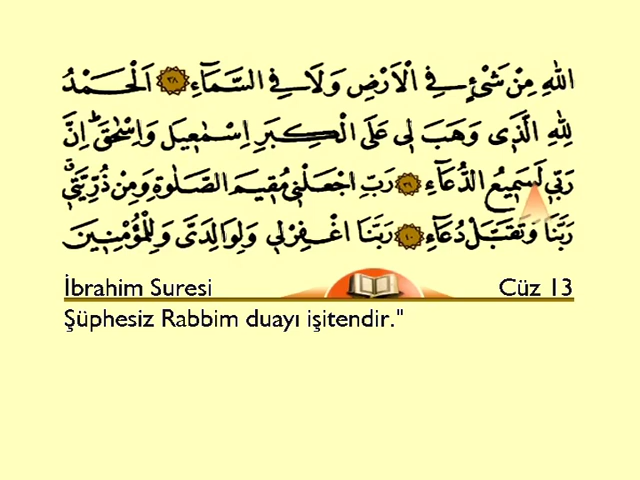 اللّٰهِ مِنْ شَیْءٍ فِي الْاَرْضِ وَلَا فِي السَّمَٓاءِ ٣٨ اَلْحَمْدُ
لِلّٰهِ الَّذٖي وَهَبَ لٖي عَلَى الْكِبَرِ اِسْمٰعٖيلَ وَاِسْحٰقَؕ اِنَّ
رَبّٖي لَسَمٖيعُ الدُّعَٓاءِ ٣٩ رَبِّ اجْعَلْنٖي مُقٖيمَ الصَّلٰوةِ وَمِنْ ذُرِّيَّتٖيۗ
رَبَّنَا وَتَقَبَّلْ دُعَٓاءِ ٤٠ رَبَّنَا اغْفِرْ لٖي وَلِوَالِدَيَّ وَلِلْمُؤْمِنٖينَ
İbrahim Suresi Cüz 13
Şüphesiz Rabbim duayı işitendir."